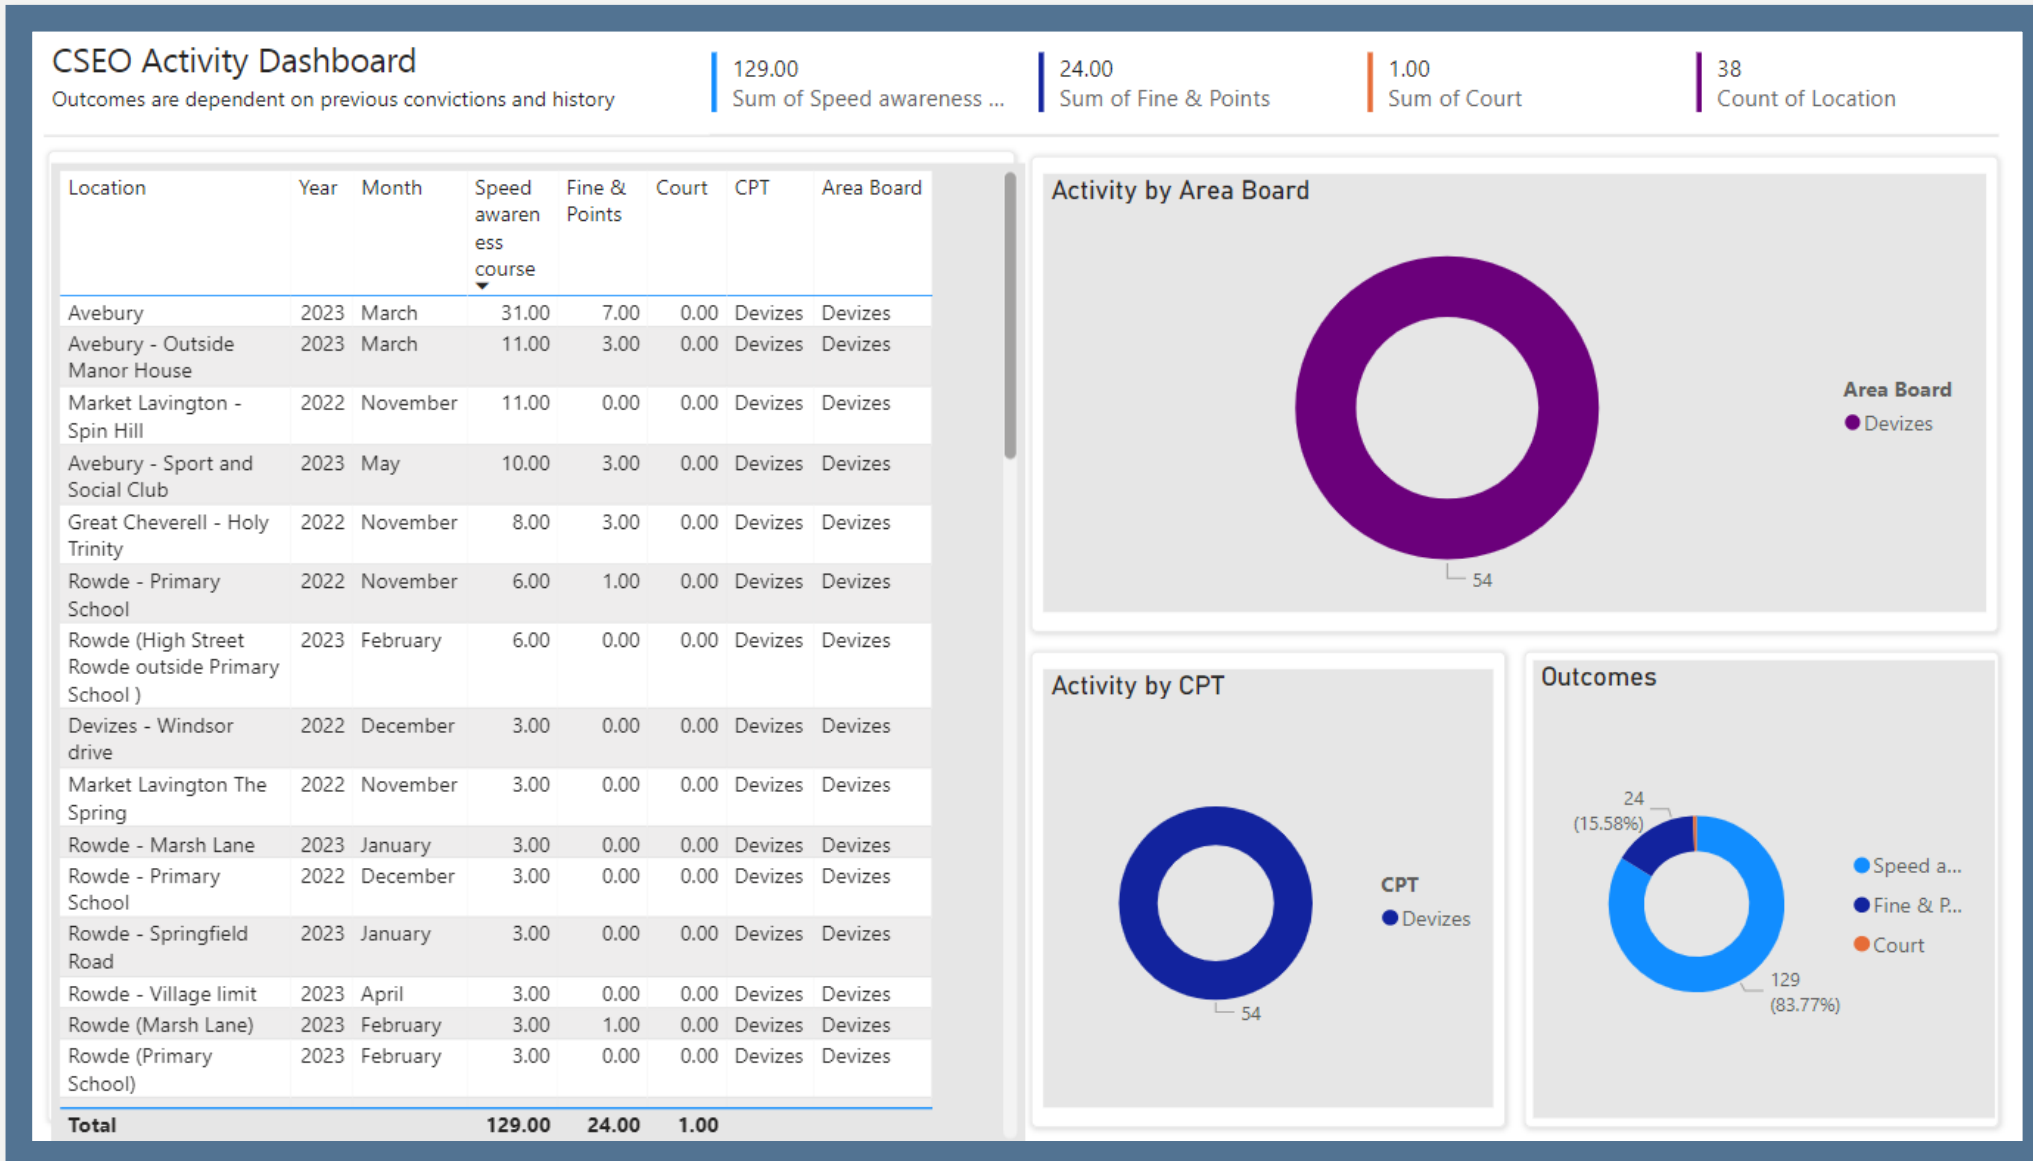 CSEO Activity Dashboard
Outcomes are dependent on previous convictions and history
129.00
Sum of Speed awareness ...
24.00
Sum of Fine & Points
1.00
Sum of Court
38
Count of Location
Location Year Month Speed awaren ess course Fine & Points Court CPT Area Board
Avebury 2023 March 31.00 7.00 0.00 Devizes Devizes
Avebury - Outside Manor House 2023 March 11.00 3.00 0.00 Devizes Devizes
Market Lavington - Spin Hill 2022 November 11.00 0.00 0.00 Devizes Devizes
Avebury - Sport and Social Club 2023 May 10.00 3.00 0.00 Devizes Devizes
Great Cheverell - Holy Trinity 2022 November 8.00 3.00 0.00 Devizes Devizes
Rowde - Primary School 2022 November 6.00 1.00 0.00 Devizes Devizes
Rowde (High Street Rowde outside Primary School ) 2023 February 6.00 0.00 0.00 Devizes Devizes
Devizes - Windsor drive 2022 December 3.00 0.00 0.00 Devizes Devizes
Market Lavington The Spring 2022 November 3.00 0.00 0.00 Devizes Devizes
Rowde - Marsh Lane 2023 January 3.00 0.00 0.00 Devizes Devizes
Rowde - Primary School 2022 December 3.00 0.00 0.00 Devizes Devizes
Rowde - Springfield Road 2023 January 3.00 0.00 0.00 Devizes Devizes
Rowde - Village limit 2023 April 3.00 0.00 0.00 Devizes Devizes
Rowde (Marsh Lane) 2023 February 3.00 1.00 0.00 Devizes Devizes
Rowde (Primary School) 2023 February 3.00 0.00 0.00 Devizes Devizes
Total 129.00 24.00 1.00
Activity by Area Board
54
Area Board
Devizes
Activity by CPT
54
CPT
Devizes
Outcomes
24
(15.58%)
129
(83.77%)
Speed a...
Fine & P...
Court